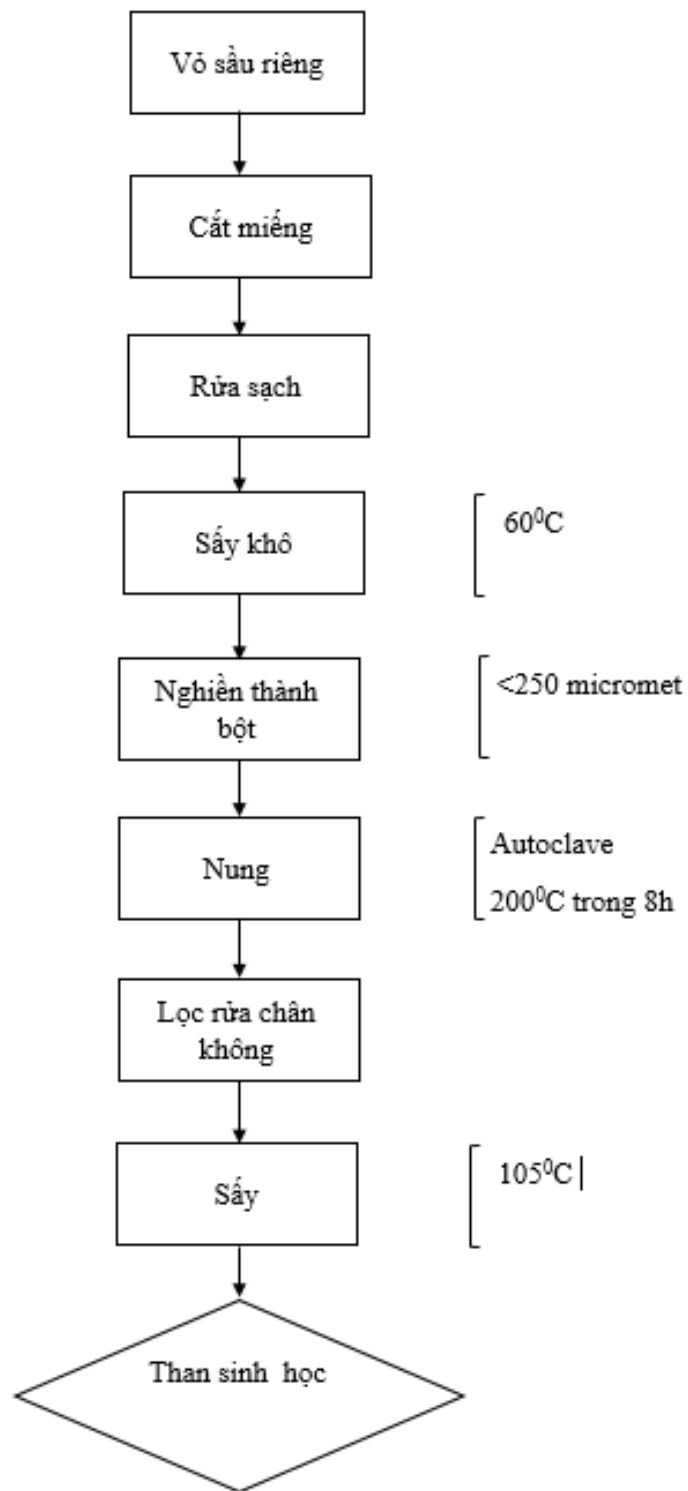 Vỏ sầu riêng
Cắt miếng
Rửa sạch
Sấy khô
60⁰C
Nghiền thành
bột
<250 micromet
Nung
Autoclave
200⁰C trong 8h
Lọc rửa chân
không
Sấy
105⁰C
Than sinh học